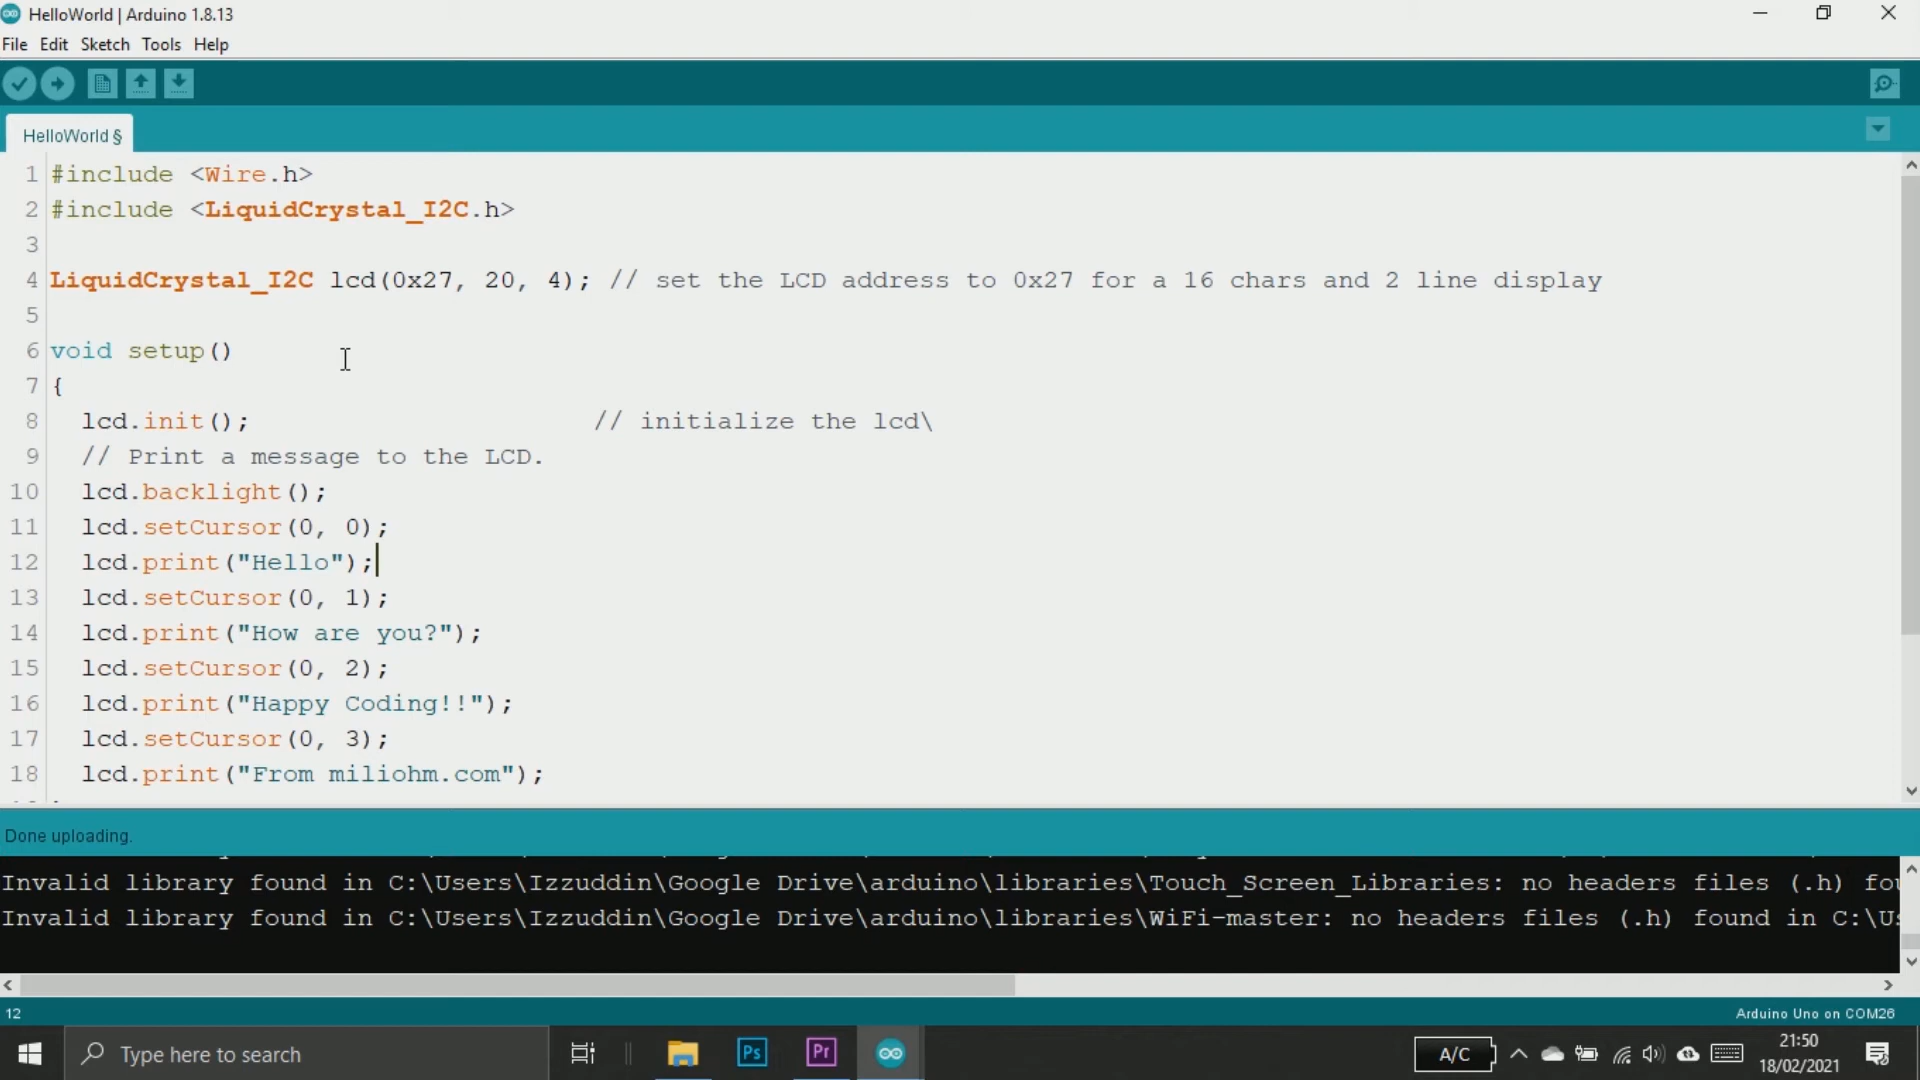 HelloWorld | Arduino 1.8.13
File Edit Sketch Tools Help
HelloWorld §
1 #include <Wire.h>
2 #include <LiquidCrystal_I2C.h>
3
4 LiquidCrystal_I2C lcd(0x27, 20, 4); // set the LCD address to 0x27 for a 16 chars and 2 line display
5
6 void setup()
7 {
8 lcd.init(); // initialize the lcd\
9 // Print a message to the LCD.
10 lcd.backlight();
11 lcd.setCursor(0, 0);
12 lcd.print("Hello");
13 lcd.setCursor(0, 1);
14 lcd.print("How are you?");
15 lcd.setCursor(0, 2);
16 lcd.print("Happy Coding!!");
17 lcd.setCursor(0, 3);
18 lcd.print("From miliohm.com");
Done uploading.
Invalid library found in C:\Users\Izzuddin\Google Drive\arduino\libraries\Touch_Screen_Libraries: no headers files (.h) fou
Invalid library found in C:\Users\Izzuddin\Google Drive\arduino\libraries\WiFi-master: no headers files (.h) found in C:\Us
12 Arduino Uno on COM26
Type here to search Ps Pr A/C 21:50
18/02/2021